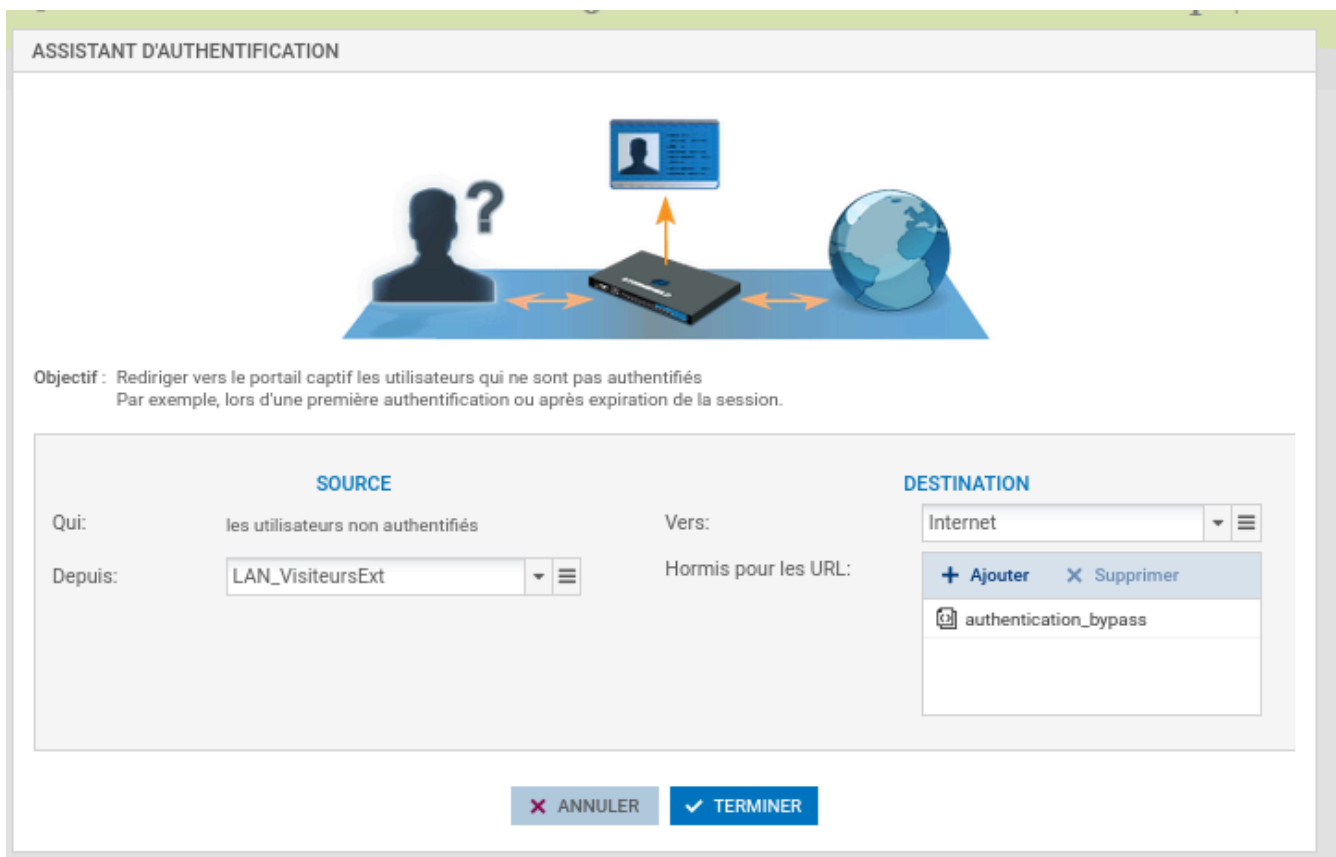 ASSISTANT D'AUTHENTIFICATION
?
Objectif : Rediriger vers le portail captif les utilisateurs qui ne sont pas authentifiés
Par exemple, lors d'une première authentification ou après expiration de la session.
SOURCE DESTINATION
Qui: les utilisateurs non authentifiés Vers: Internet
Depuis: LAN_VisiteursExt Hormis pour les URL: + Ajouter × Supprimer
authentication_bypass
ANNULER TERMINER